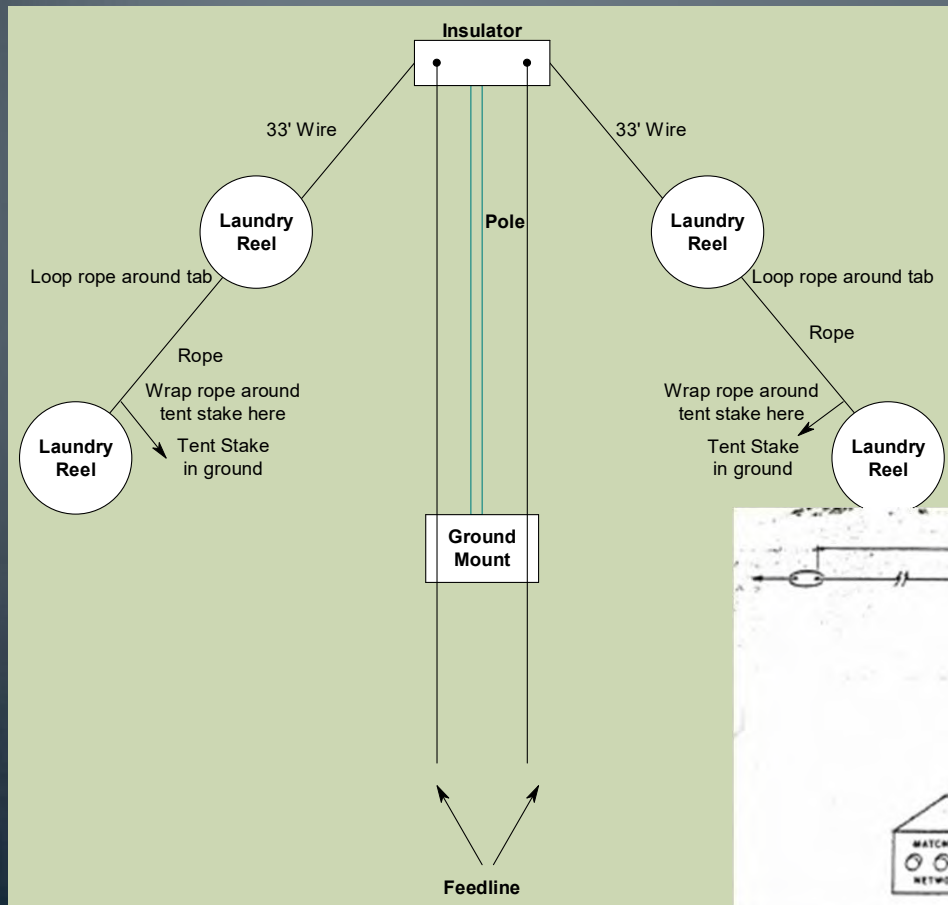 Insulator
33' Wire
33' Wire
Laundry
Reel
Pole
Laundry
Reel
Loop rope around tab
Loop rope around tab
Rope
Rope
Wrap rope around
tent stake here
Wrap rope around
tent stake here
Laundry
Reel
Tent Stake
in ground
Tent Stake
in ground
Laundry
Reel
Ground
Mount
MATCH
NETWO
Feedline